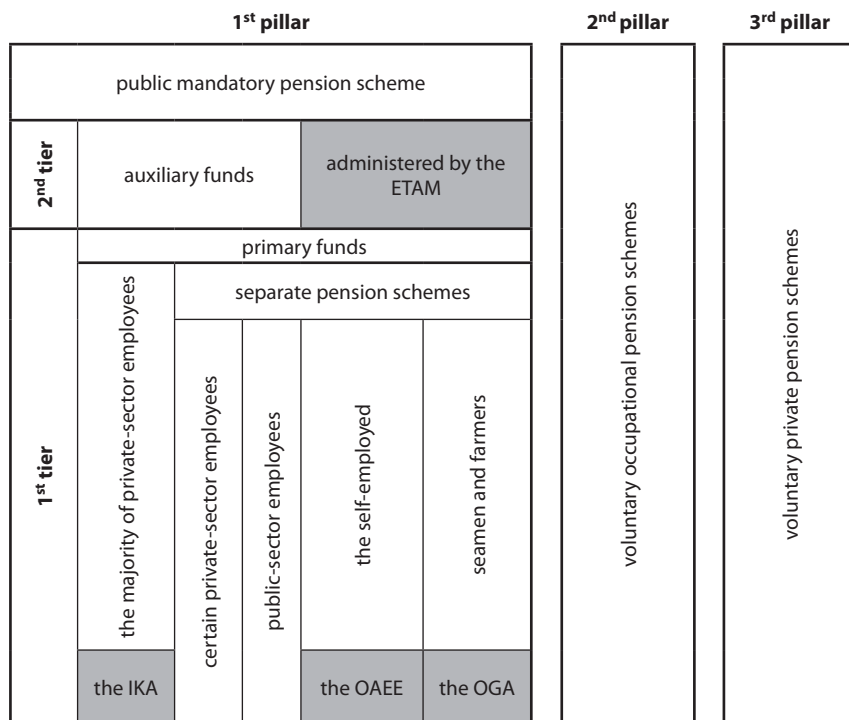 1st pillar
2nd pillar
3rd pillar
public mandatory pension scheme
2nd tier
auxiliary funds
administered by the
ETAM
1st tier
primary funds
the majority of private-sector employees
separate pension schemes
certain private-sector employees
public-sector employees
the self-employed
seamen and farmers
the IKA
the OAEE
the OGA
voluntary occupational pension schemes
voluntary private pension schemes